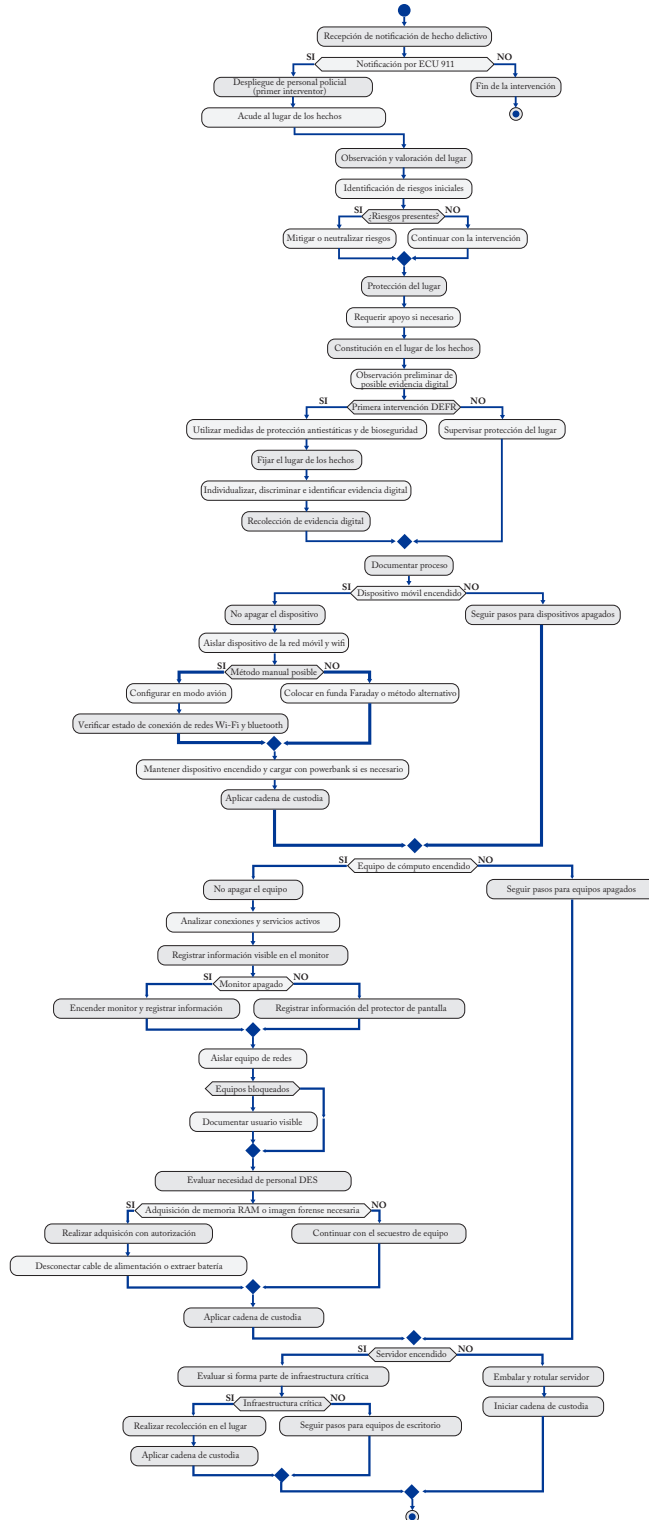 Recepción de notificación de hecho delictivo
SI
NO
Notificación por ECU 911
Despliegue de personal policial
(primer interventor)
Fin de la intervención
Acude al lugar de los hechos
Observación y valoración del lugar
Identificación de riesgos iniciales
SI
NO
¿Riesgos presentes?
Mitigar o neutralizar riesgos
Continuar con la intervención
Protección del lugar
Requerir apoyo si necesario
Constitución en el lugar de los hechos
Observación preliminar de
posible evidencia digital
SI
NO
Primera intervención DEFR
Utilizar medidas de protección antiestáticas y de bioseguridad
Supervisar protección del lugar
Fijar el lugar de los hechos
Individualizar, discriminar e identificar evidencia digital
Recolección de evidencia digital
Documentar proceso
SI
NO
Dispositivo móvil encendido
No apagar el dispositivo
Seguir pasos para dispositivos apagados
Aislar dispositivo de la red móvil y wifi
SI
NO
Método manual posible
Configurar en modo avión
Colocar en funda Faraday o método alternativo
Verificar estado de conexión de redes Wi-Fi y bluetooth
Mantener dispositivo encendido y cargar con powerbank si es necesario
Aplicar cadena de custodia
SI
NO
Equipo de cómputo encendido
No apagar el equipo
Seguir pasos para equipos apagados
Analizar conexiones y servicios activos
Registrar información visible en el monitor
SI
NO
Monitor apagado
Encender monitor y registrar información
Registrar información del protector de pantalla
Aislar equipo de redes
Equipos bloqueados
Documentar usuario visible
Evaluar necesidad de personal DES
SI
NO
Adquisición de memoria RAM o imagen forense necesaria
Realizar adquisicón con autorización
Continuar con el secuestro de equipo
Desconectar cable de alimentación o extraer batería
Aplicar cadena de custodia
SI
NO
Servidor encendido
Evaluar si forma parte de infraestructura crítica
Embalar y rotular servidor
SI
NO
Infraestructura crítica
Iniciar cadena de custodia
Realizar recolección en el lugar
Seguir pasos para equipos de escritorio
Aplicar cadena de custodia